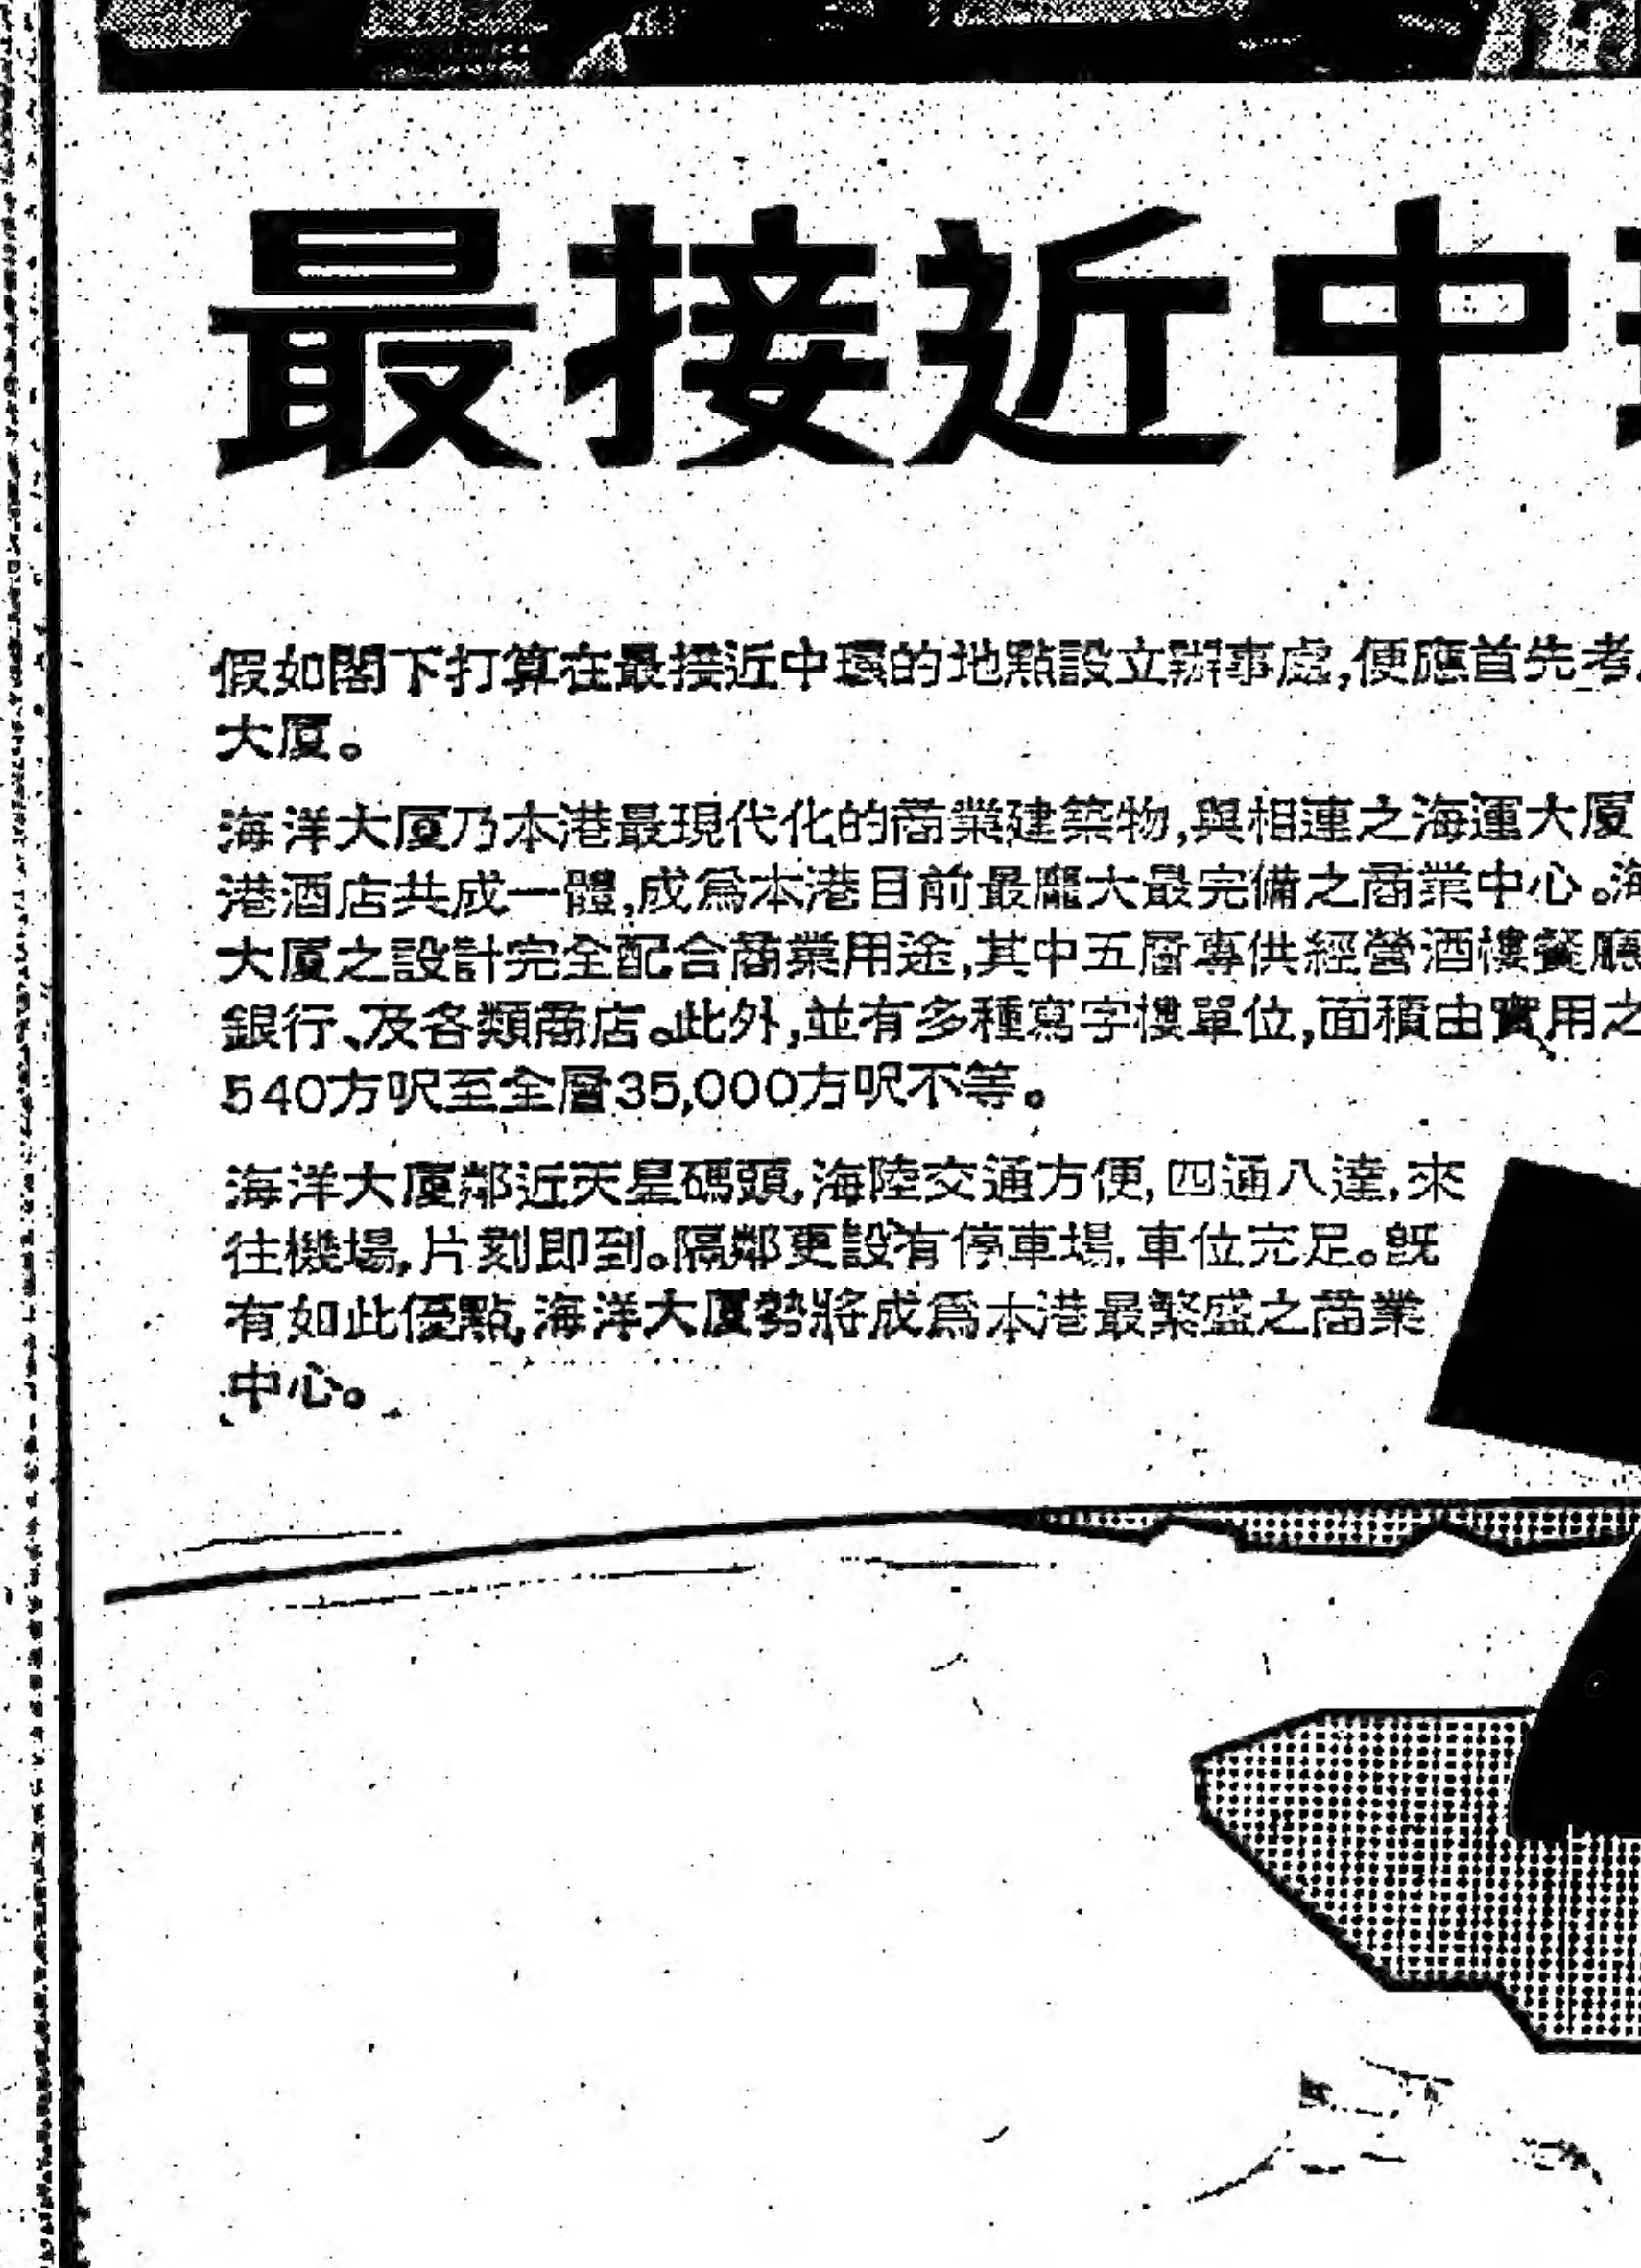 最接近中
假如閣下打算在最接近中環的地點設立辦事處,便應首先考
大厦。
海洋大厦乃本港最現代化的商業建築物,與相連之海運大厦
港酒店共成一體,成爲本港目前最龐大最完備之商業中心。海
大厦之設計完全配合商業用途,其中五層專供經營酒樓餐廳
銀行、及各類商店。此外,並有多種寫字樓單位,面積由實用之
540方呎至全層35,000方呎不等。
海洋大厦鄰近天星碼頭,海陸交通方便,四通八達,來
往機場,片刻即到。隔鄰更設有停車場,車位充足。旣
有如此優點,海洋大厦勢將成爲本港最繁盛之商業
中心。